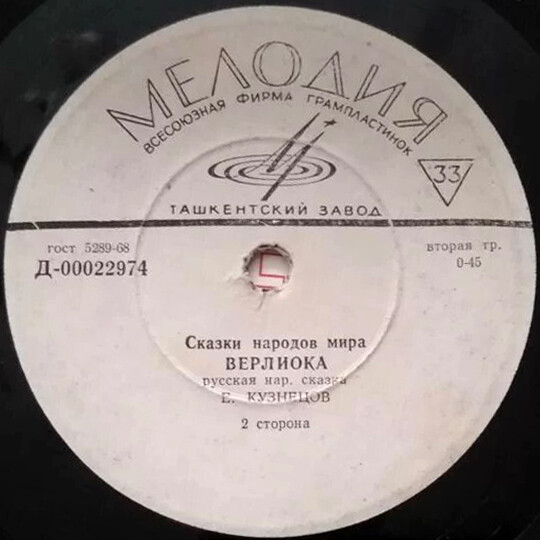 МЕЛОДИЯ
ВСЕСОЮЗНАЯ ФИРМА ГРАМПЛАСТИНОК
33
ТАШКЕНТСКИЙ ЗАВОД
гост 5289-68
Д-00022974
вторая гр.
0-45
Сказки народов мира
ВЕРЛИОКА
русская нар. сказка
Е. КУЗНЕЦОВ
2 сторона